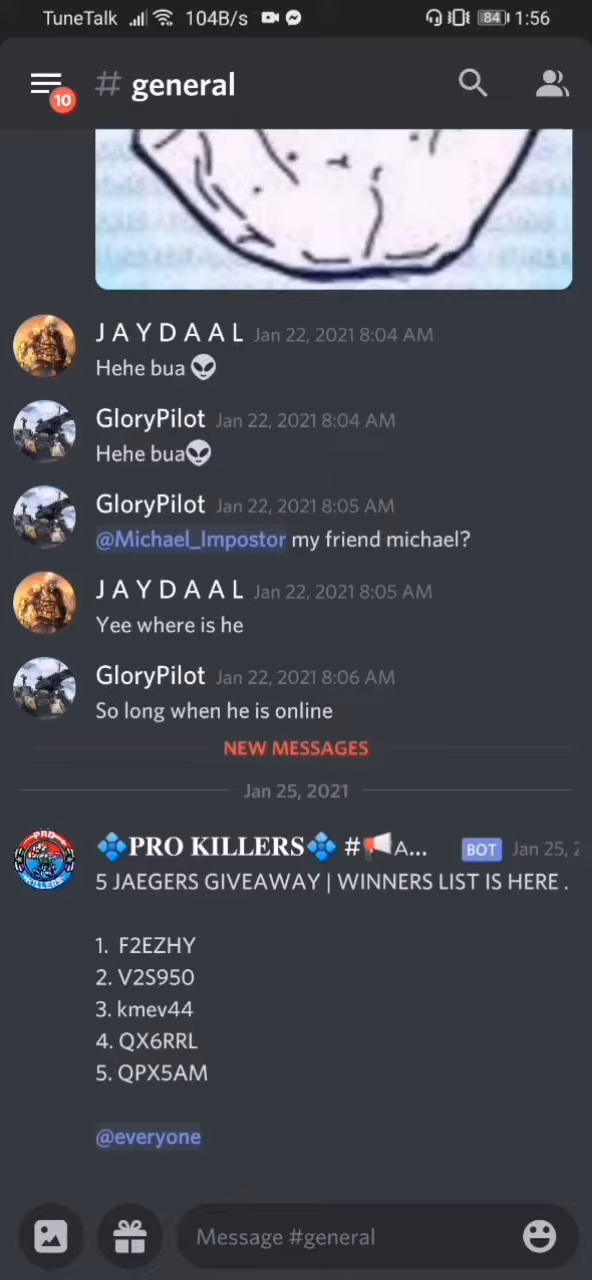 TuneTalk 104B/s 84 1:56
10 # general
J A Y D A A L Jan 22, 2021 8:04 AM
Hehe bua 👽
GloryPilot Jan 22, 2021 8:04 AM
Hehe bua👽
GloryPilot Jan 22, 2021 8:05 AM
@Michael_Impostor my friend michael?
J A Y D A A L Jan 22, 2021 8:05 AM
Yee where is he
GloryPilot Jan 22, 2021 8:06 AM
So long when he is online
NEW MESSAGES
Jan 25, 2021
💠PRO KILLERS💠 #📢A... BOT Jan 25, 2
5 JAEGERS GIVEAWAY | WINNERS LIST IS HERE .
1. F2EZHY
2. V2S950
3. kmev44
4. QX6RRL
5. QPX5AM
@everyone
Message #general